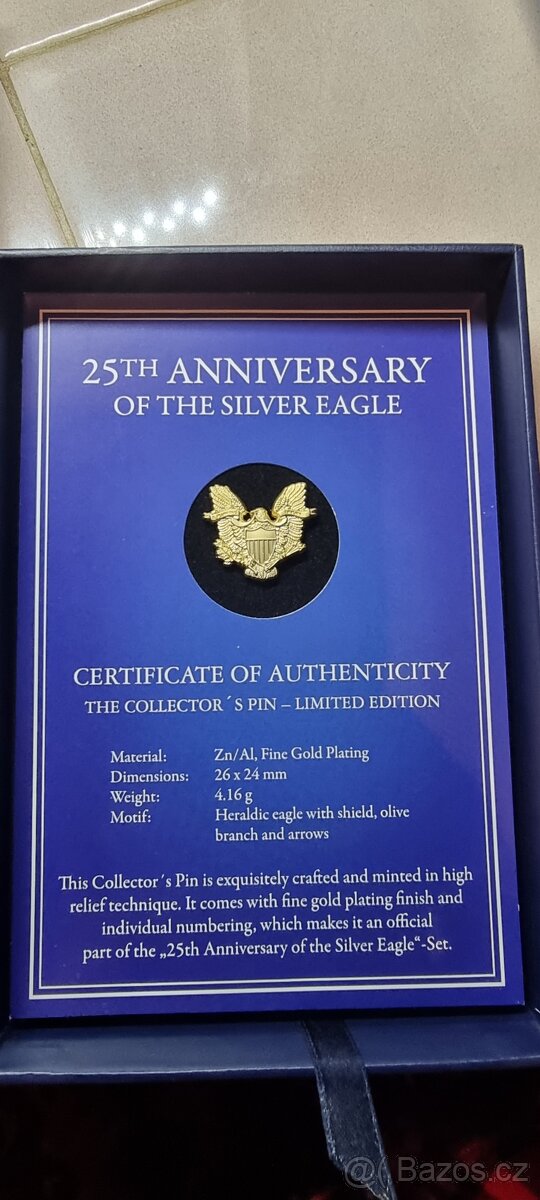 25TH ANNIVERSARY
OF THE SILVER EAGLE
CERTIFICATE OF AUTHENTICITY
THE COLLECTOR´S PIN – LIMITED EDITION
Material: Zn/Al, Fine Gold Plating
Dimensions: 26 x 24 mm
Weight: 4.16 g
Motif: Heraldic eagle with shield, olive
branch and arrows
This Collector´s Pin is exquisitely crafted and minted in high
relief technique. It comes with fine gold plating finish and
individual numbering, which makes it an official
part of the „25th Anniversary of the Silver Eagle“-Set.
Bazos.cz